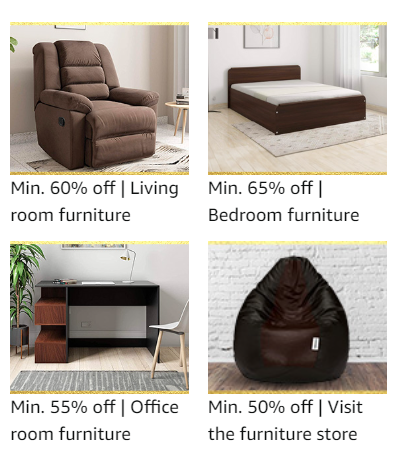 Min. 60% off | Living
room furniture
Min. 65% off |
Bedroom furniture
Min. 55% off | Office
room furniture
Min. 50% off | Visit
the furniture store